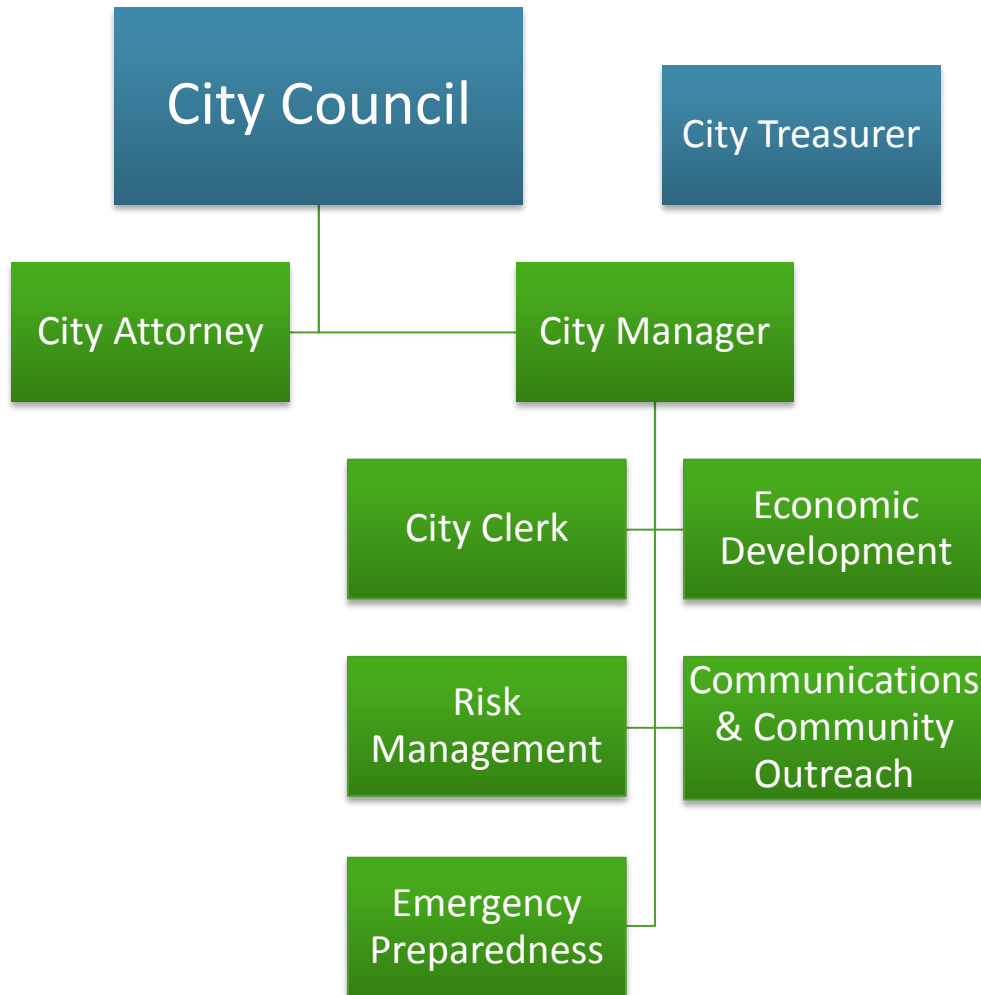 City Council
City Treasurer
City Attorney
City Manager
City Clerk
Economic
Development
Risk
Management
Communications
& Community
Outreach
Emergency
Preparedness